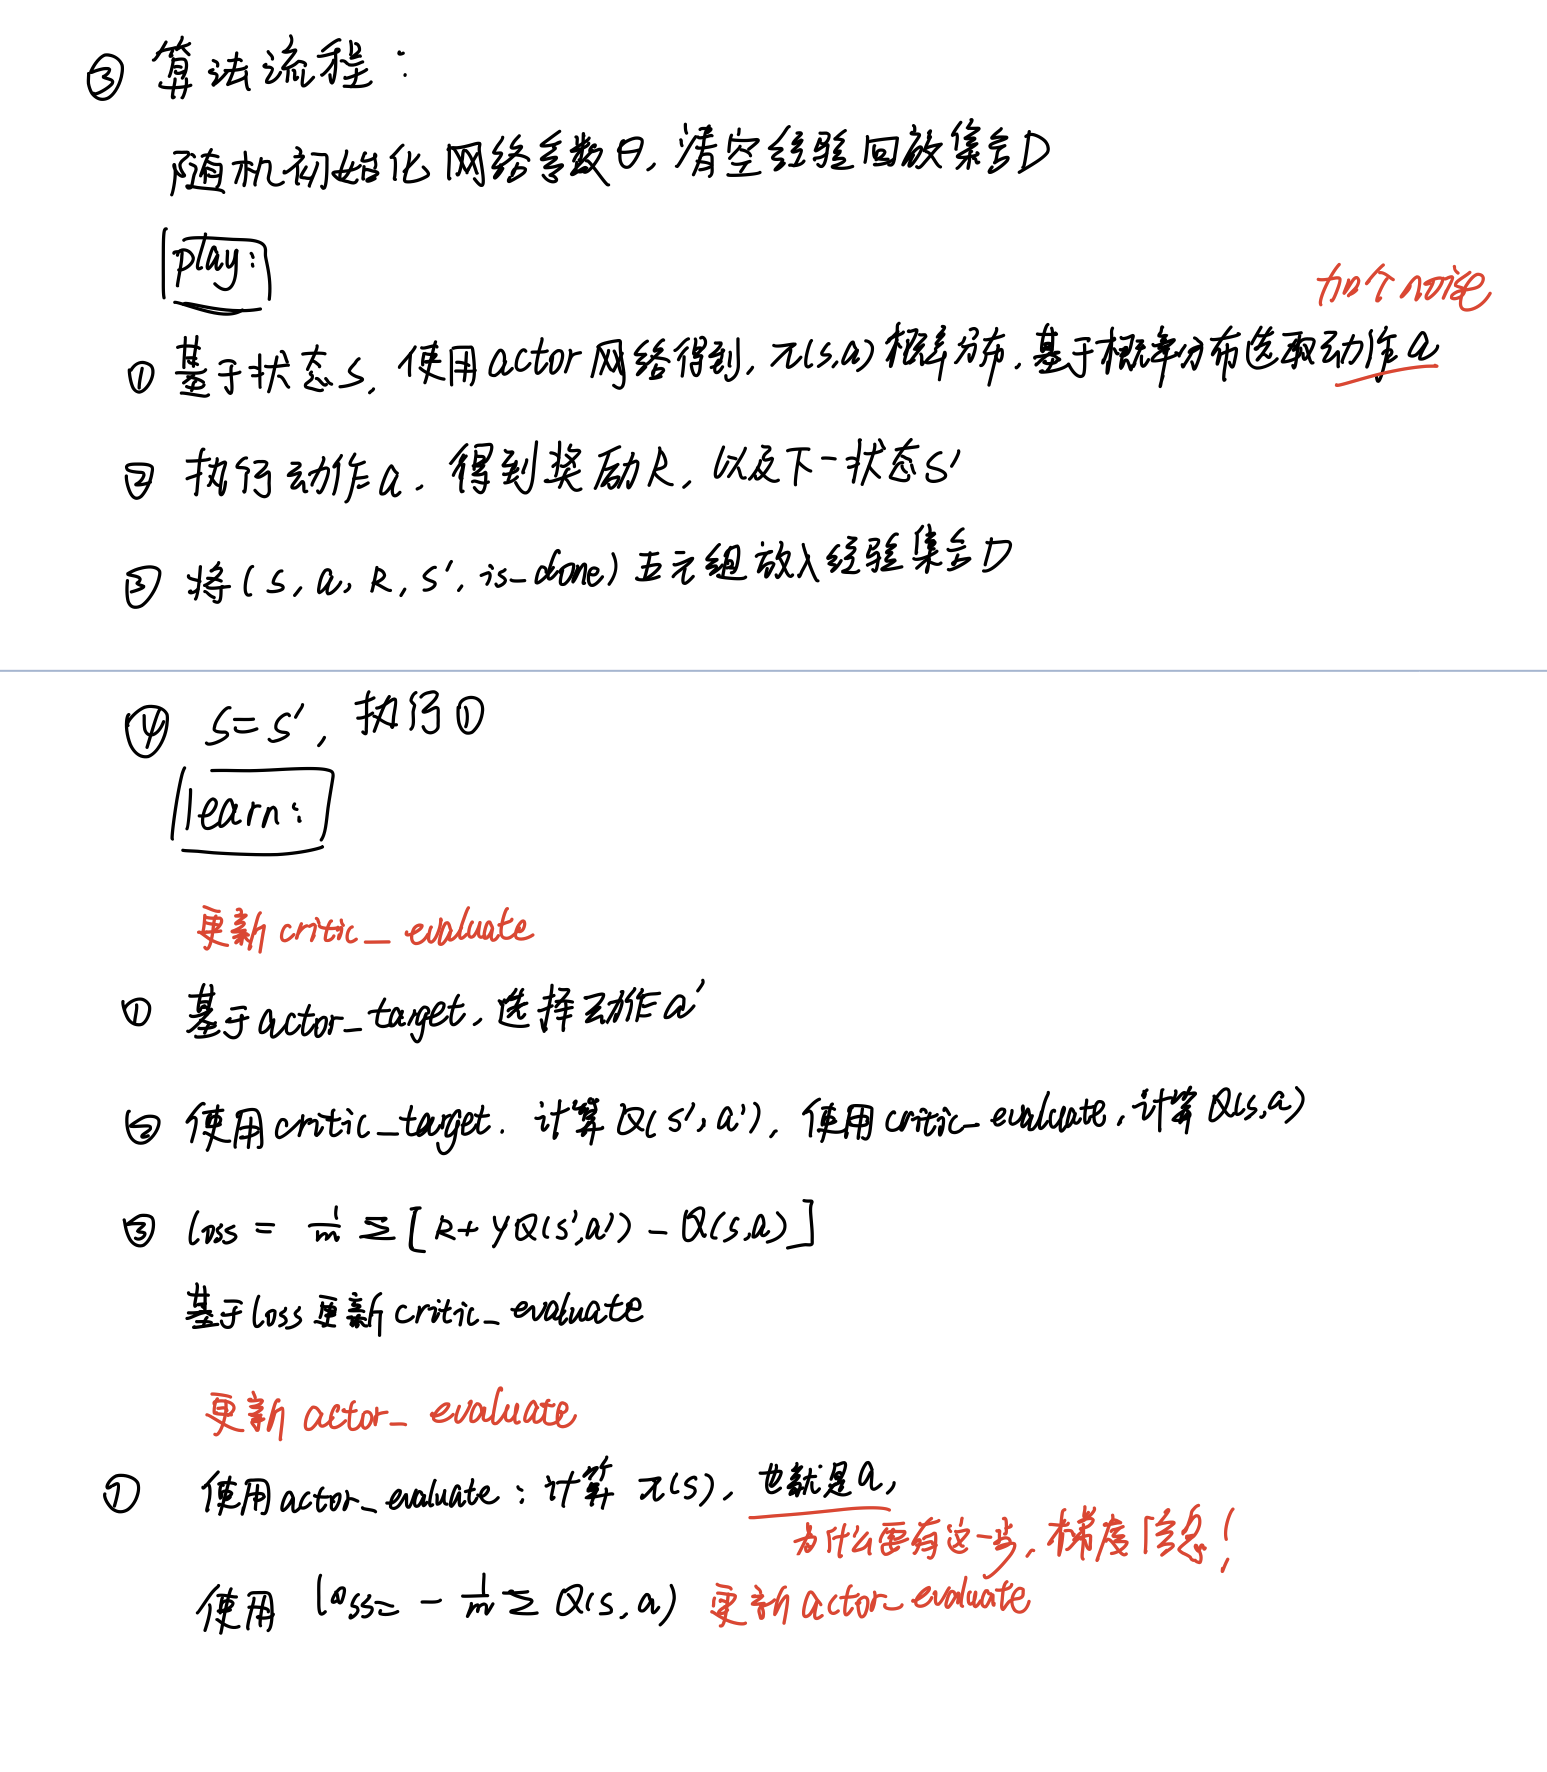 ③ 算法流程：
随机初始化网络参数θ，清空经验回放集合D
play:
加个noise
① 基于状态S，使用actor网络得到，π(s,a)概率分布，基于概率分布选取动作a
② 执行动作a，得到奖励R，以及下一状态S'
③ 将(S, a, R, S', is_done)五元组放入经验集合D
④ S=S'，执行①
learn:
更新critic_evaluate
① 基于actor_target，选择动作a'
② 使用critic_target，计算Q(s',a')，使用critic_evaluate，计算Q(s,a)
③ loss = 1/m Σ[R+γQ(s',a')-Q(s,a)]
基于loss更新critic_evaluate
更新actor_evaluate
① 使用actor_evaluate：计算π(s)，也就是a，
为什么要有这一步，梯度信息！
使用 loss= - 1/m Σ Q(s,a) 更新actor_evaluate